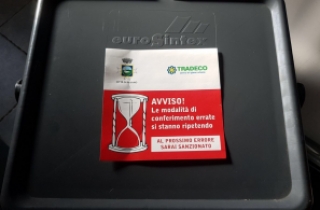 eurosintex
TRADECO
AVVISO!
Le modalità di
conferimento errate
si stanno ripetendo
AL PROSSIMO ERRORE
SARAI SANZIONATO